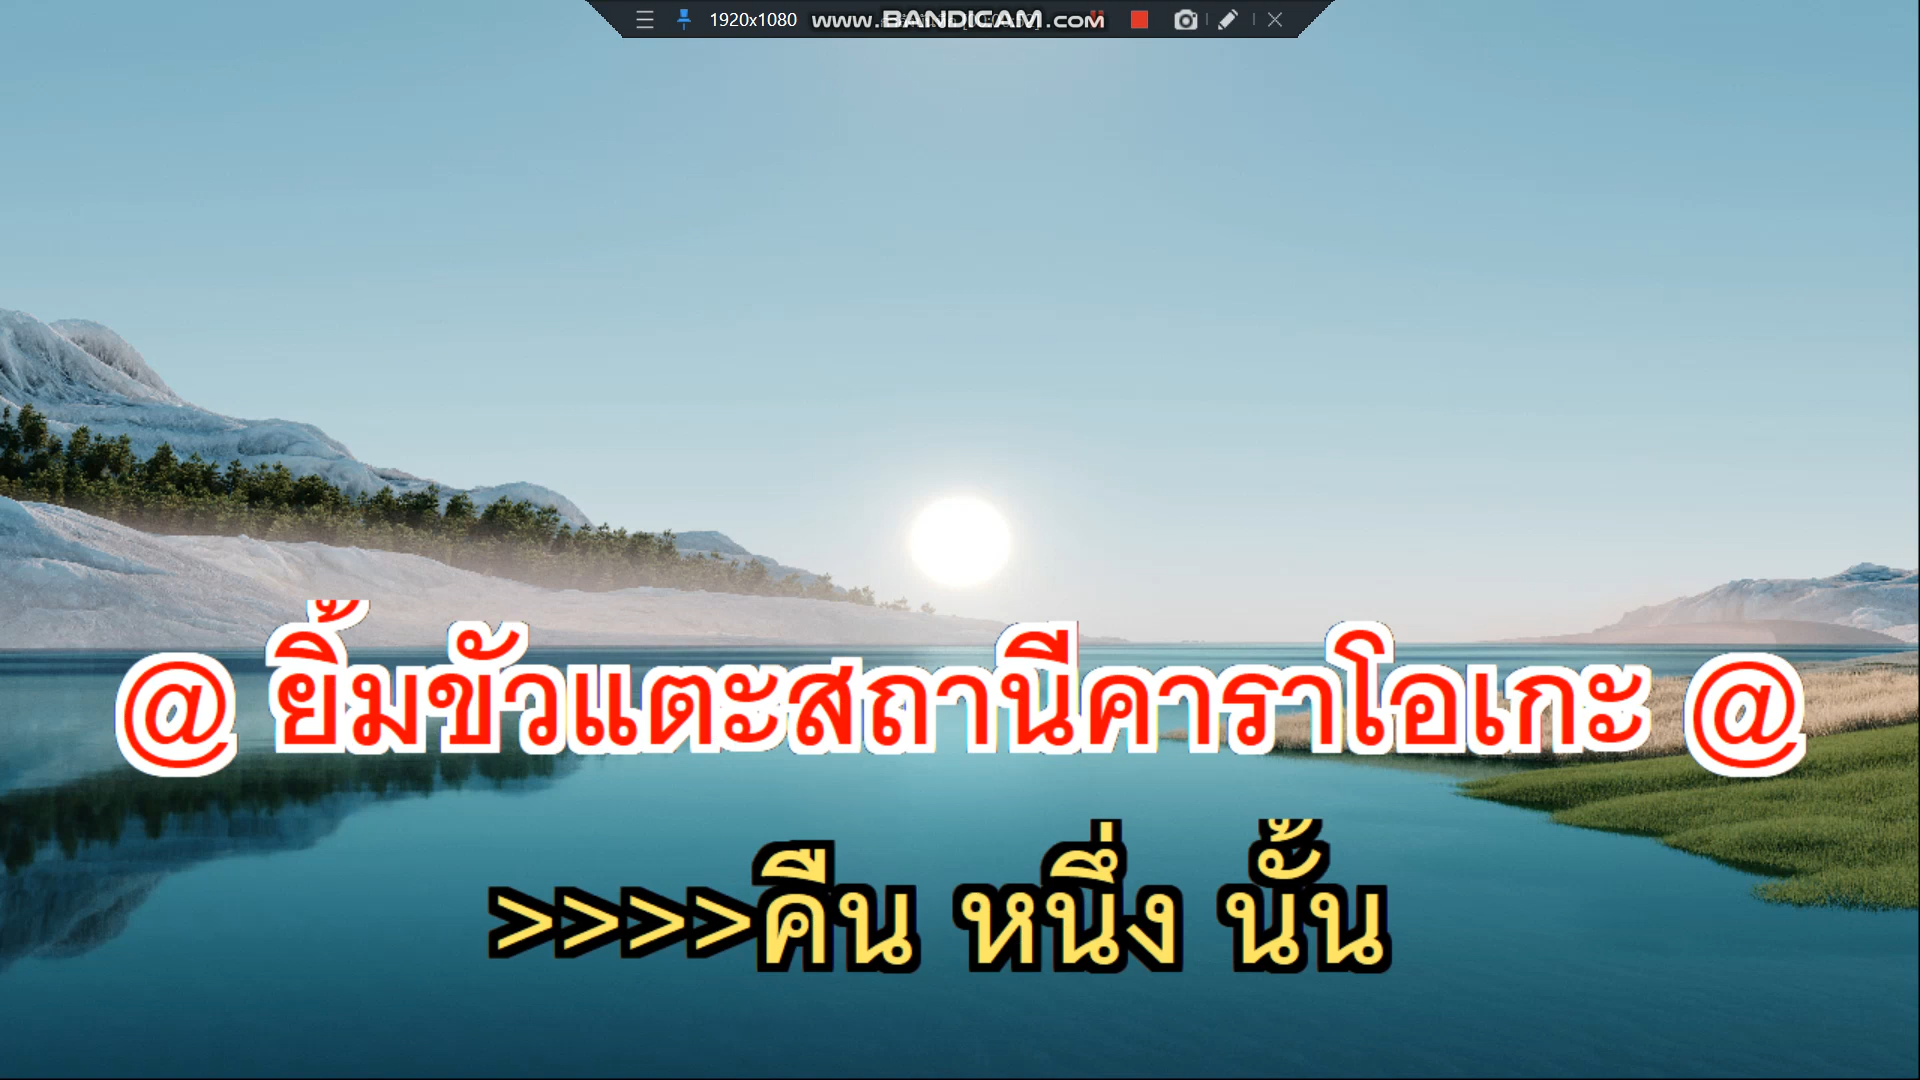 1920x1080 www.BANDICAM.COM
@ ยิ้มขัวแตะสถานีคาราโอเกะ @
>>>>คืน หนึ่ง นั้น